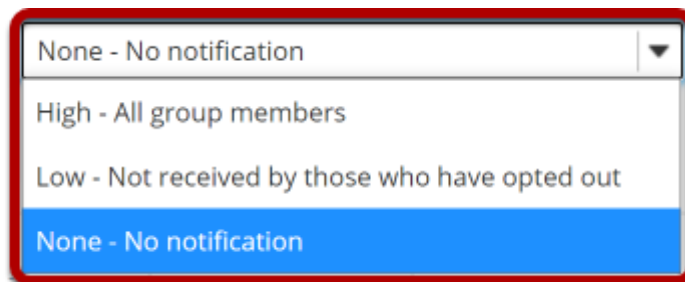 None - No notification
High - All group members
Low - Not received by those who have opted out
None - No notification